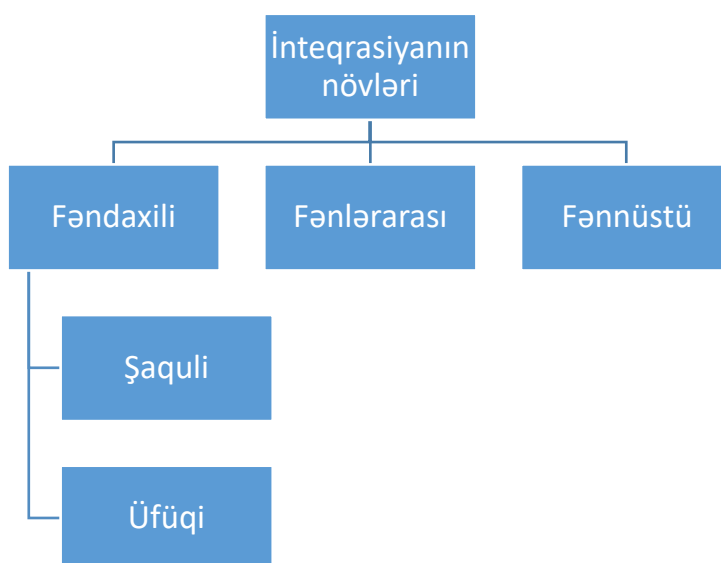 İnteqrasiyanın
növləri
Fəndaxili
Fənlərarası
Fənnüstü
Şaquli
Üfüqi